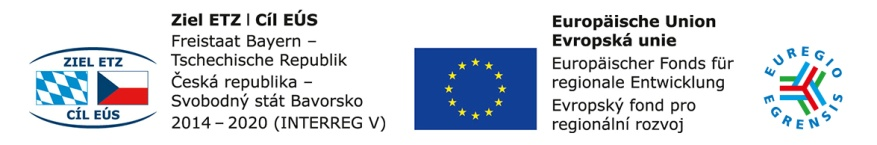 ZIEL ETZ
CÍL EÚS
Ziel ETZ | Cíl EÚS
Freistaat Bayern –
Tschechische Republik
Česká republika –
Svobodný stát Bavorsko
2014 – 2020 (INTERREG V)
Europäische Union
Evropská unie
Europäischer Fonds für
regionale Entwicklung
Evropský fond pro
regionální rozvoj
EUREGIO
EGRENSIS